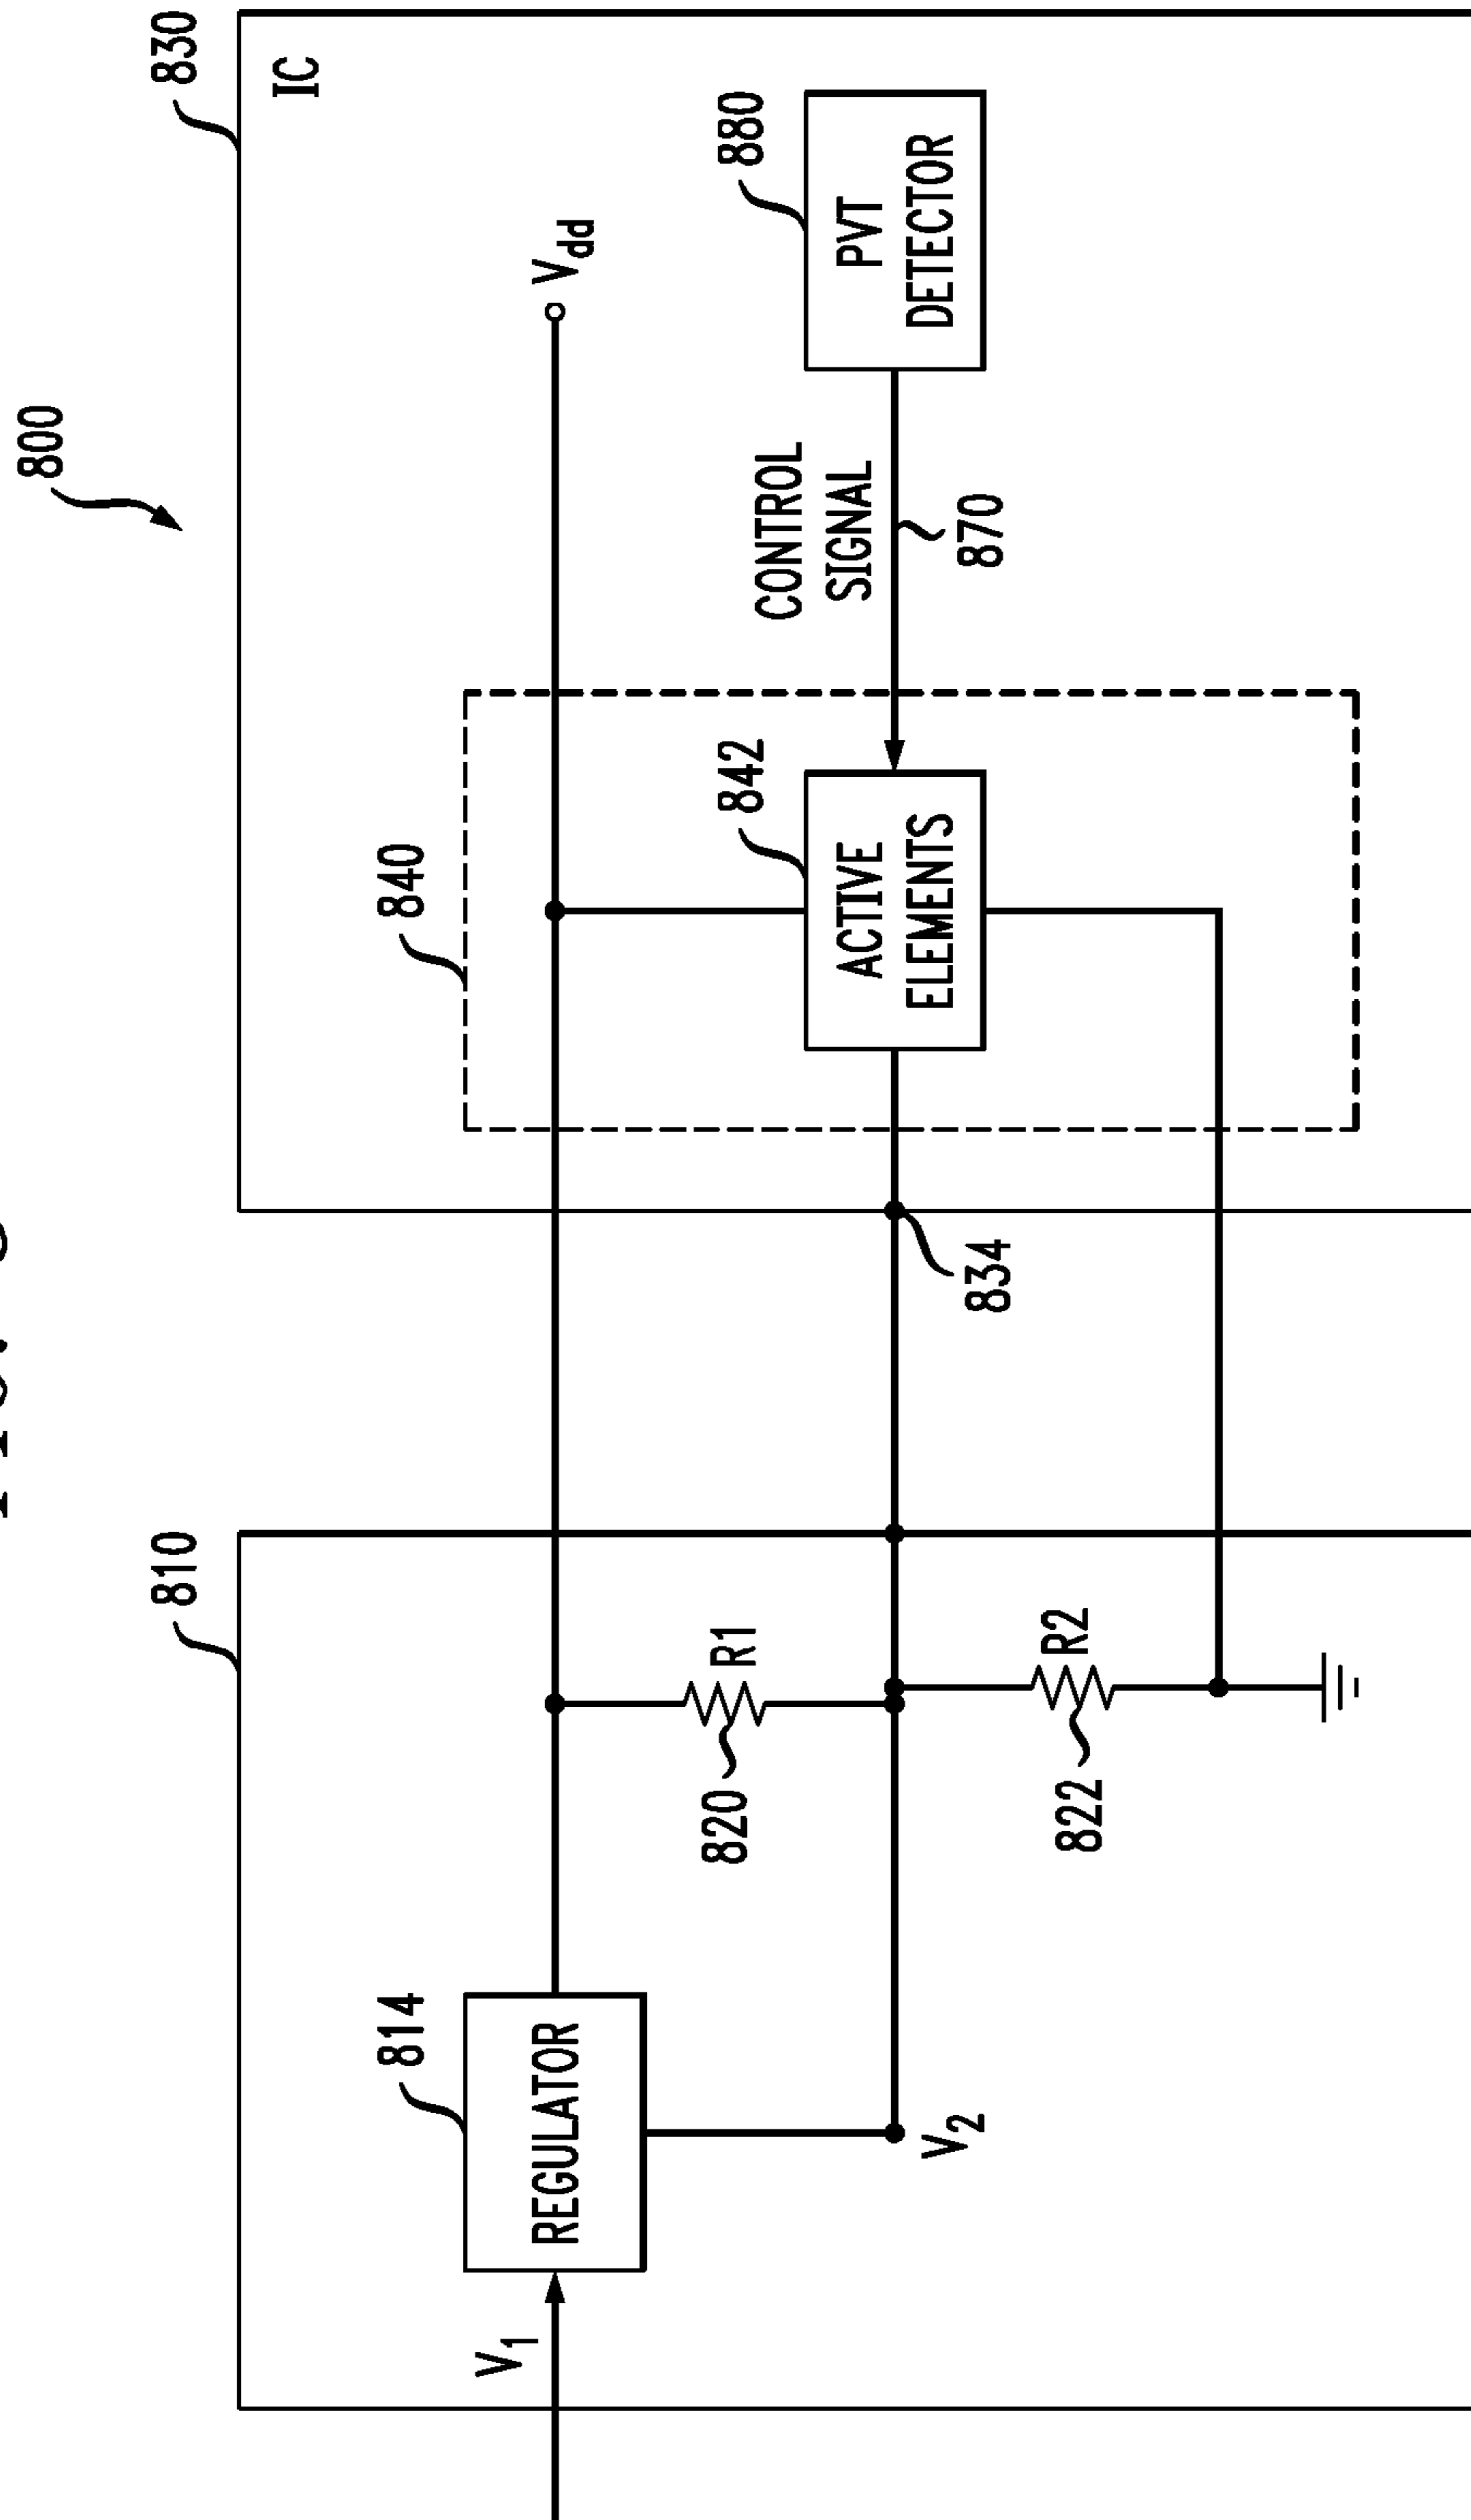 800
810
830
IC
814
840
V1
REGULATOR
Vdd
820
R1
842
880
ACTIVE
ELEMENTS
CONTROL
SIGNAL
PVT
DETECTOR
V2
834
870
822
R2